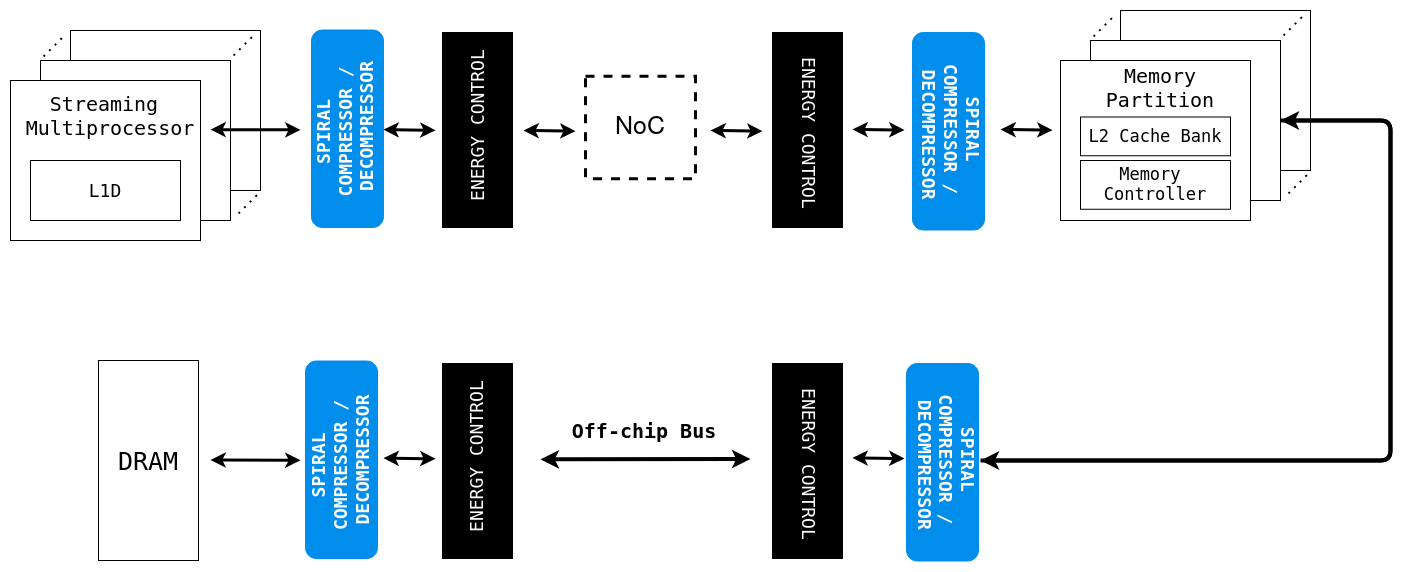 Streaming
Multiprocessor
L1D
SPIRAL
COMPRESSOR /
DECOMPRESSOR
ENERGY CONTROL
NoC
ENERGY CONTROL
SPIRAL
COMPRESSOR /
DECOMPRESSOR
Memory
Partition
L2 Cache Bank
Memory
Controller
DRAM
SPIRAL
COMPRESSOR /
DECOMPRESSOR
ENERGY CONTROL
Off-chip Bus
ENERGY CONTROL
SPIRAL
COMPRESSOR /
DECOMPRESSOR